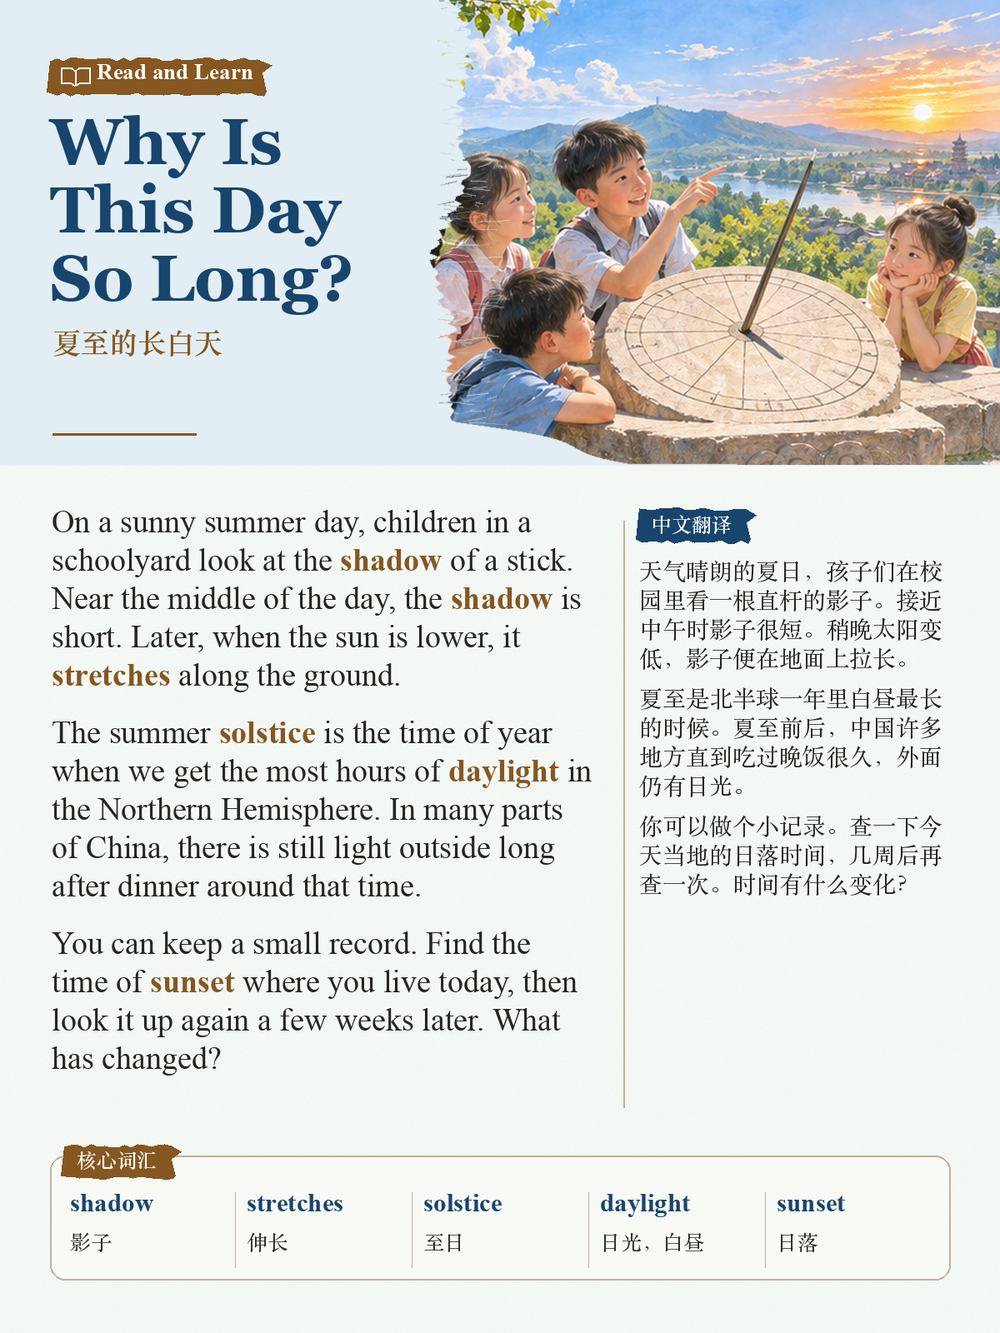 Read and Learn
Why Is
This Day
So Long?
夏至的长白天
On a sunny summer day, children in a
schoolyard look at the shadow of a stick.
Near the middle of the day, the shadow is
short. Later, when the sun is lower, it
stretches along the ground.
The summer solstice is the time of year
when we get the most hours of daylight in
the Northern Hemisphere. In many parts
of China, there is still light outside long
after dinner around that time.
You can keep a small record. Find the
time of sunset where you live today, then
look it up again a few weeks later. What
has changed?
中文翻译
天气晴朗的夏日，孩子们在校
园里看一根直杆的影子。接近
中午时影子很短。稍晚太阳变
低，影子便在地面上拉长。
夏至是北半球一年里白昼最长
的时候。夏至前后，中国许多
地方直到吃过晚饭很久，外面
仍有日光。
你可以做个小记录。查一下今
天当地的日落时间，几周后再
查一次。时间有什么变化？
核心词汇
shadow
影子
stretches
伸长
solstice
至日
daylight
日光，白昼
sunset
日落